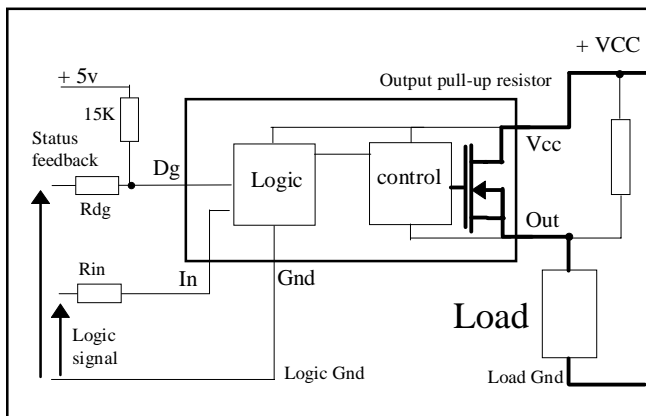 + VCC
+ 5v
Output pull-up resistor
15K
Status
feedback
Dg
Vcc
Logic
control
Rdg
Out
In
Gnd
Rin
Load
Logic
signal
Logic Gnd
Load Gnd